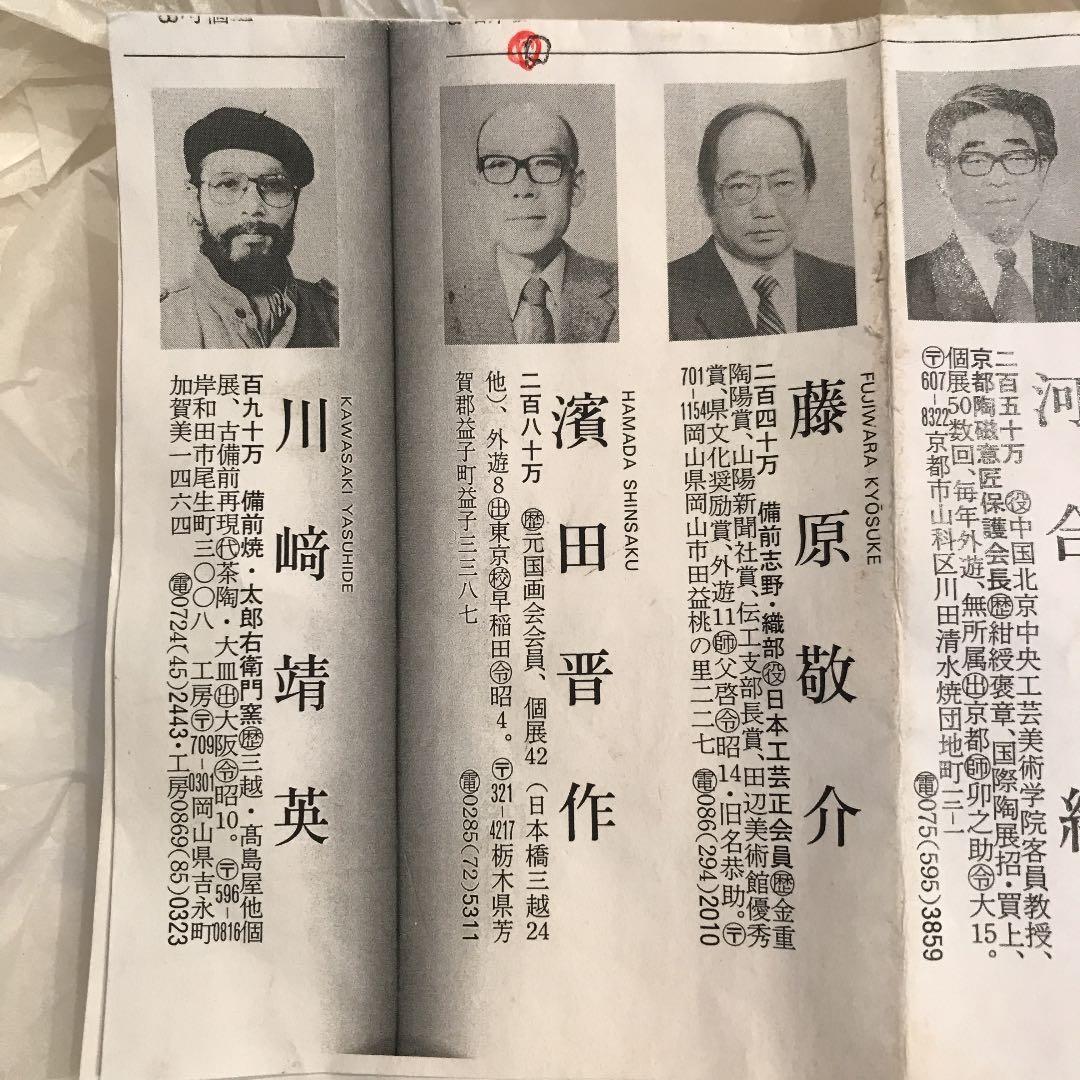 河合
二百五十万 ㊝中国北京中央工芸美術学院客員教授、
京都陶磁意匠保護会長㊭紺綬褒章、国際陶展招・買上、
個展50数回、毎年外遊、無所属㊓京都㊙卯之助㊎大15。
〒607-8322京都市山科区川田清水焼団地町三-一
電075(595)3859
FUJIWARA KYŌSUKE
藤原敬介
二百四十万 備前志野・織部役日本工芸正会員歴金重
陶陽賞、山陽新聞社賞、伝工支部長賞、田辺美術館優秀
賞、県文化奨励賞、外遊11師父啓令昭14・旧名恭助。〒
701-1154岡山県岡山市田益桃の里二二七 電086(294)2010
HAMADA SHINSAKU
濱田晋作
二百八十万 歴元国画会会員、個展42(日本橋三越24
他)、外遊8出東京校早稲田令昭4。〒321-4217栃木県芳
賀郡益子町益子三三八七
電0285(72)5311
KAWASAKI YASUHIDE
川﨑靖英
百九十万 備前焼・太郎右衛門窯歴三越・髙島屋他個
展、古備前再現代茶陶・大皿出大阪令昭10。〒596-0816
岸和田市尾生町三〇〇八 工房〒709-0301岡山県吉永町
加賀美一四六四 電0724(45)2443・工房0869(85)0323